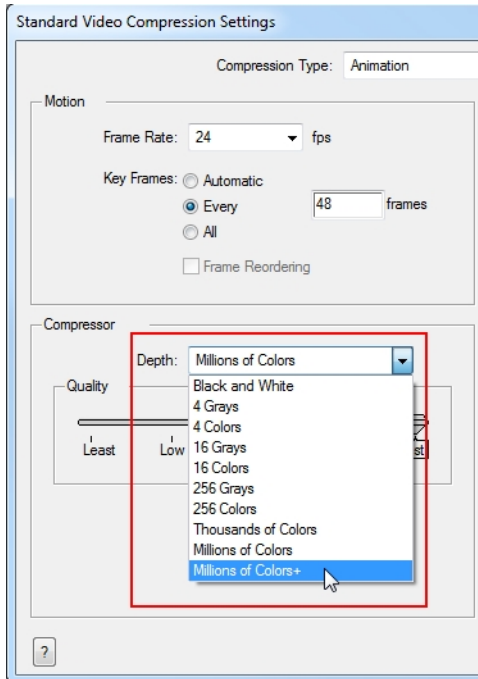 Standard Video Compression Settings
Compression Type: Animation
Motion
Frame Rate: 24 fps
Key Frames: Automatic
Every 48 frames
All
Frame Reordering
Compressor
Depth: Millions of Colors
Quality
Black and White
4 Grays
4 Colors
Least Low 16 Grays
16 Colors
256 Grays
256 Colors
Thousands of Colors
Millions of Colors
Millions of Colors+
?